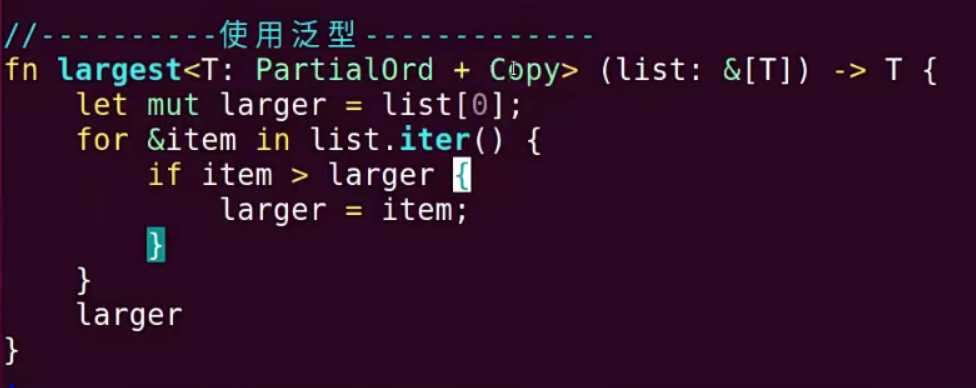 //----------使用泛型-------------
fn largest<T: PartialOrd + Copy> (list: &[T]) -> T {
    let mut larger = list[0];
    for &item in list.iter() {
        if item > larger {
            larger = item;
        }
    }
    larger
}